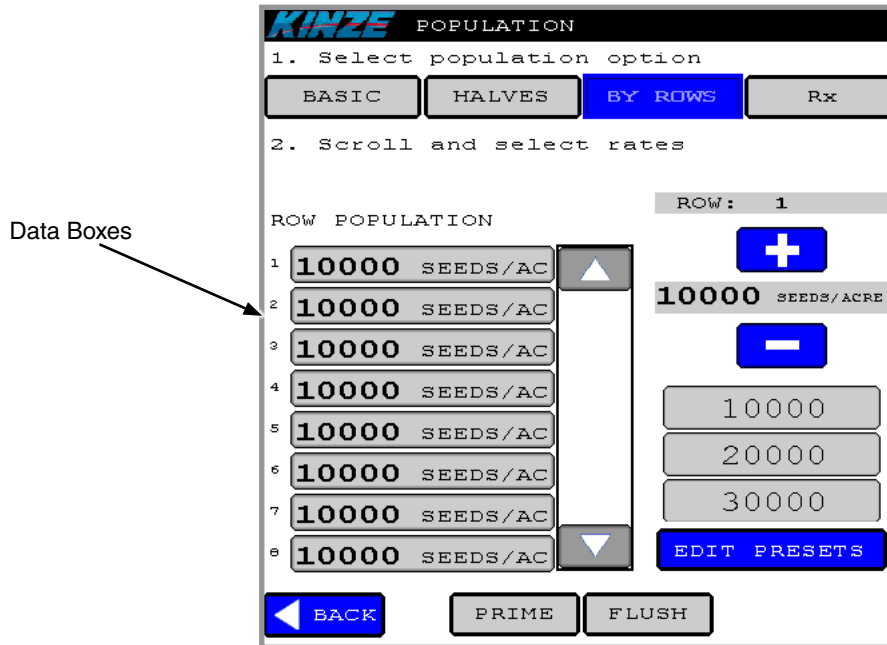 KINZE POPULATION
1. Select population option
BASIC HALVES BY ROWS Rx
2. Scroll and select rates
Data Boxes
ROW POPULATION
ROW: 1
1 10000 SEEDS/AC
2 10000 SEEDS/AC
3 10000 SEEDS/AC
4 10000 SEEDS/AC
5 10000 SEEDS/AC
6 10000 SEEDS/AC
7 10000 SEEDS/AC
8 10000 SEEDS/AC
10000 SEEDS/ACRE
10000
20000
30000
EDIT PRESETS
BACK PRIME FLUSH